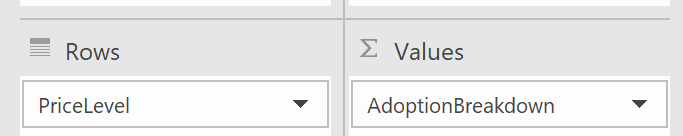 Rows
Σ Values
PriceLevel
AdoptionBreakdown